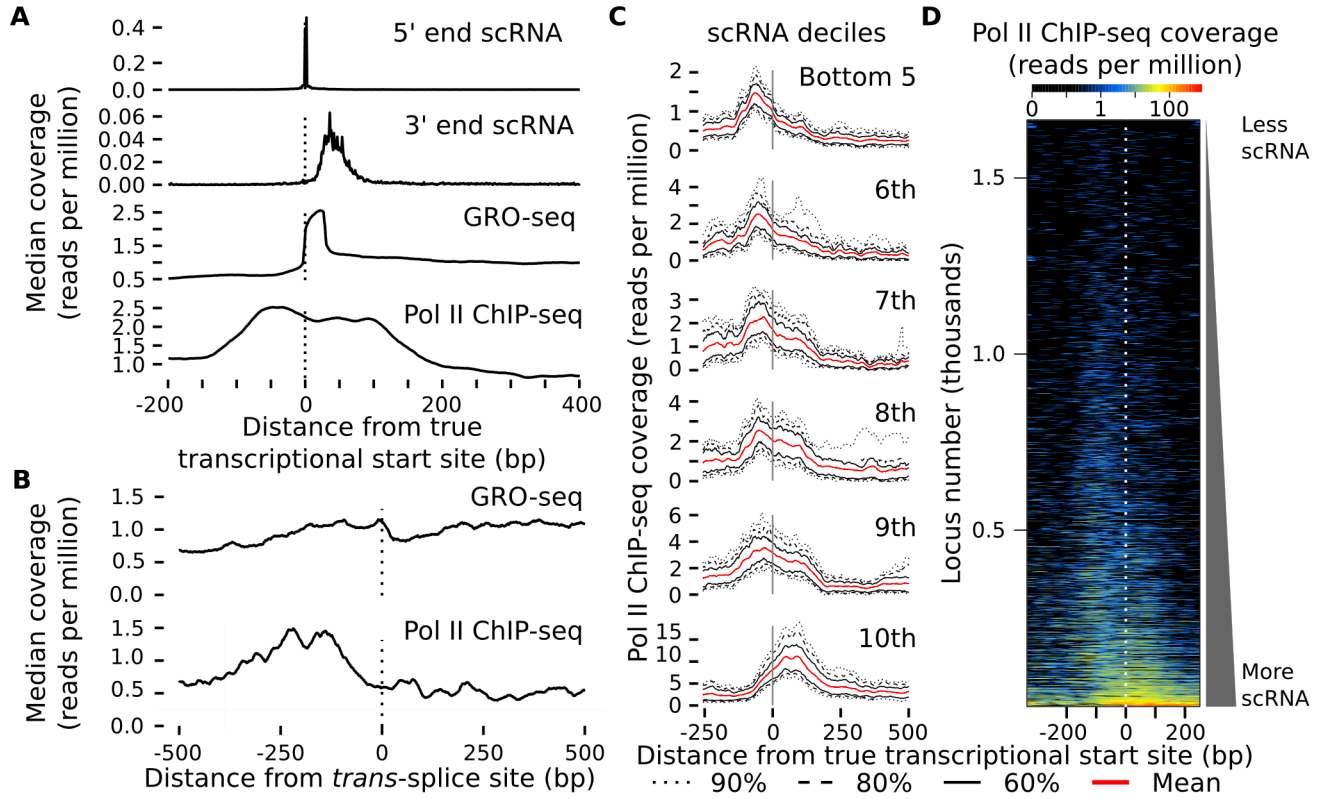 A
Median coverage
(reads per million)
0.4
0.2
0.0
5' end scRNA
0.06
0.04
0.02
0.00
3' end scRNA
2.5
1.5
0.5
GRO-seq
2.5
2.0
1.5
1.0
Pol II ChIP-seq
-200
0
200
400
Distance from true
transcriptional start site (bp)
B
Median coverage
(reads per million)
1.5
1.0
0.5
0.0
GRO-seq
1.5
1.0
0.5
0.0
Pol II ChIP-seq
-500
-250
0
250
500
Distance from trans-splice site (bp)
C
scRNA deciles
Pol II ChIP-seq coverage (reads per million)
2
1
0
Bottom 5
4
2
0
6th
3
2
1
0
7th
4
2
0
8th
6
4
2
0
9th
15
10
5
0
10th
-250
0
250
500
Distance from true transcriptional start site (bp)
90%
80%
60%
Mean
D
Pol II ChIP-seq coverage
(reads per million)
0
1
100
Locus number (thousands)
1.5
1.0
0.5
Less
scRNA
More
scRNA
-200
0
200